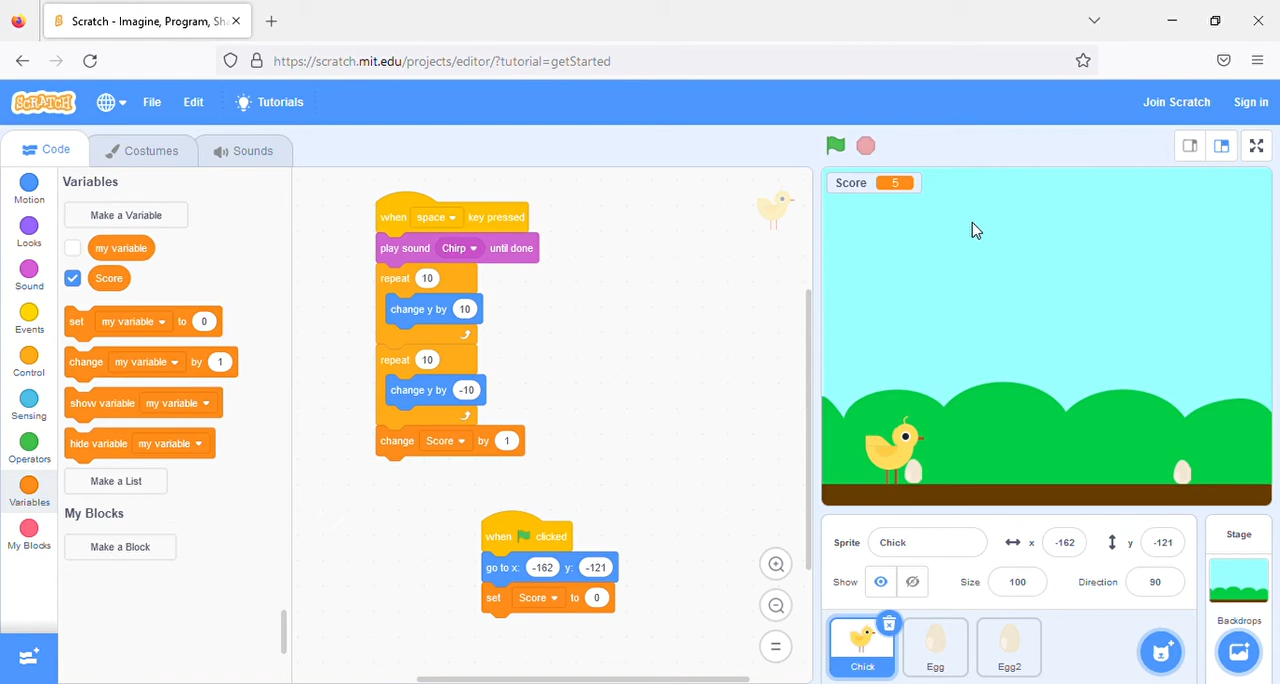 Scratch - Imagine, Program, Sh
https://scratch.mit.edu/projects/editor/?tutorial=getStarted
SCRATCH File Edit Tutorials Join Sign in
Code Costumes Sounds
Motion
Looks
Sound
Events
Control
Sensing
Operators
Variables
My Blocks
Variables
Make a Variable
my variable
Score
set my variable to 0
change my variable by 1
show variable my variable
hide variable my variable
Make a List
My Blocks
Make a Block
when space key pressed
play sound Chirp until done
repeat 10
change y by 10
repeat 10
change y by -10
change Score by 1
when clicked
go to x: -162 y: -121
set Score to 0
Score 5
Sprite Chick x -162 y -121
Show Size 100 Direction 90
Chick
Egg
Egg2
Stage
Backdrops